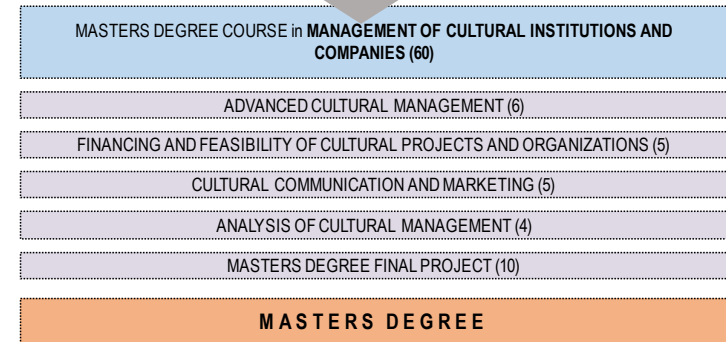 MASTERS DEGREE COURSE in MANAGEMENT OF CULTURAL INSTITUTIONS AND
COMPANIES (60)
ADVANCED CULTURAL MANAGEMENT (6)
FINANCING AND FEASIBILITY OF CULTURAL PROJECTS AND ORGANIZATIONS (5)
CULTURAL COMMUNICATION AND MARKETING (5)
ANALYSIS OF CULTURAL MANAGEMENT (4)
MASTERS DEGREE FINAL PROJECT (10)
MASTERS DEGREE